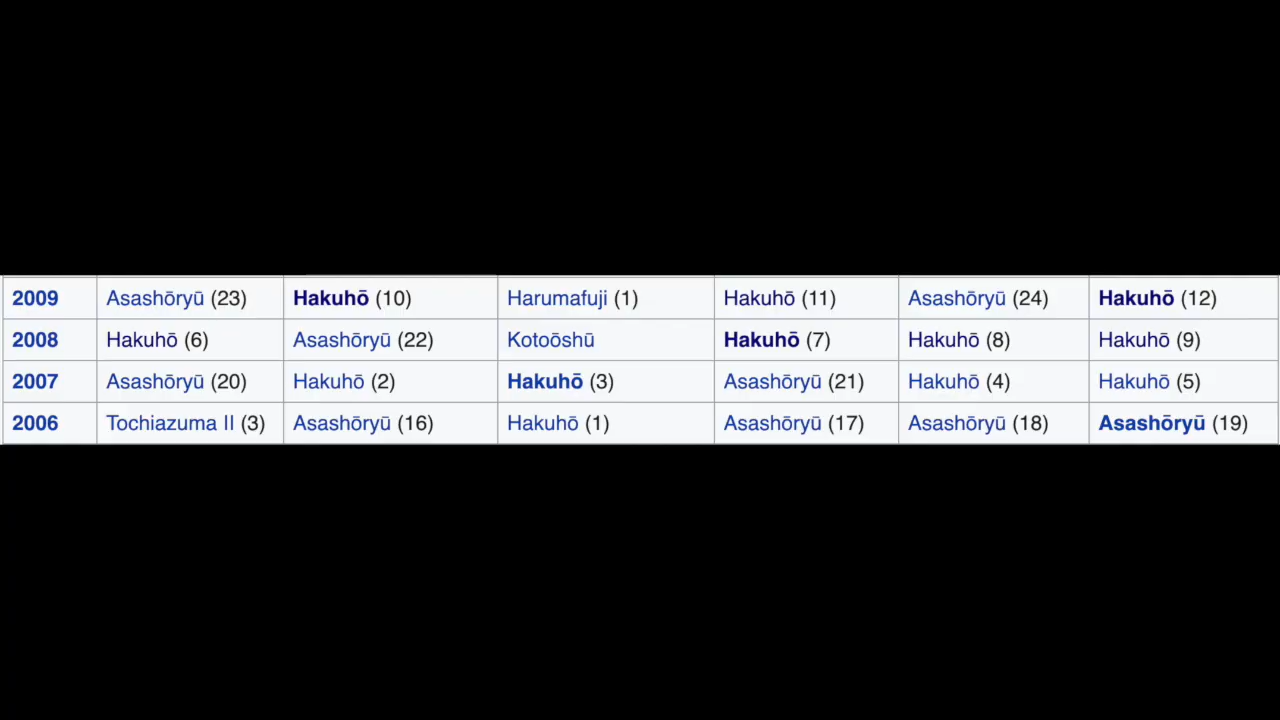 2009 Asashōryū (23) Hakuhō (10) Harumafuji (1) Hakuhō (11) Asashōryū (24) Hakuhō (12)
2008 Hakuhō (6) Asashōryū (22) Kotoōshū Hakuhō (7) Hakuhō (8) Hakuhō (9)
2007 Asashōryū (20) Hakuhō (2) Hakuhō (3) Asashōryū (21) Hakuhō (4) Hakuhō (5)
2006 Tochiazuma II (3) Asashōryū (16) Hakuhō (1) Asashōryū (17) Asashōryū (18) Asashōryū (19)